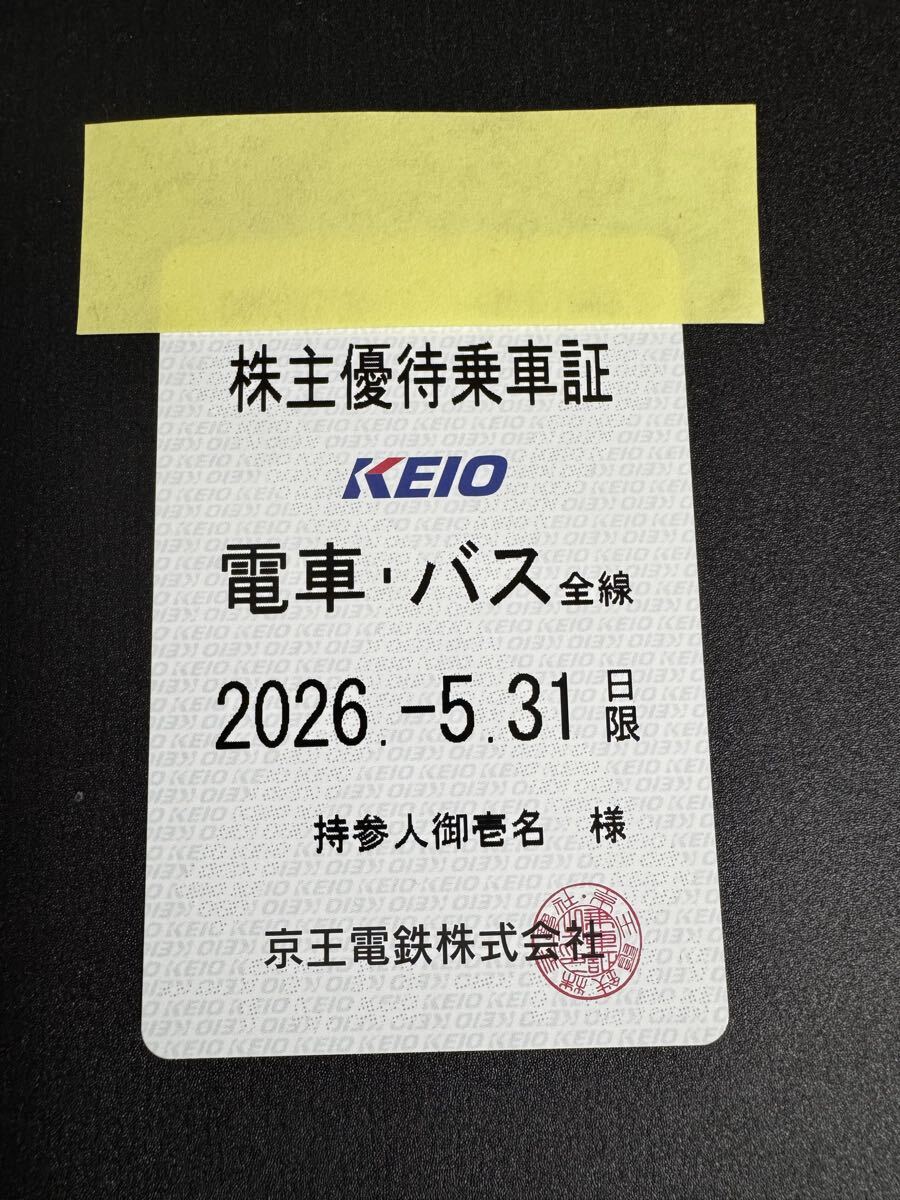 株主優待乗車証
KEIO
電車・バス全線
2026.-5.31日限
持参人御壱名 様
京王電鉄株式会社